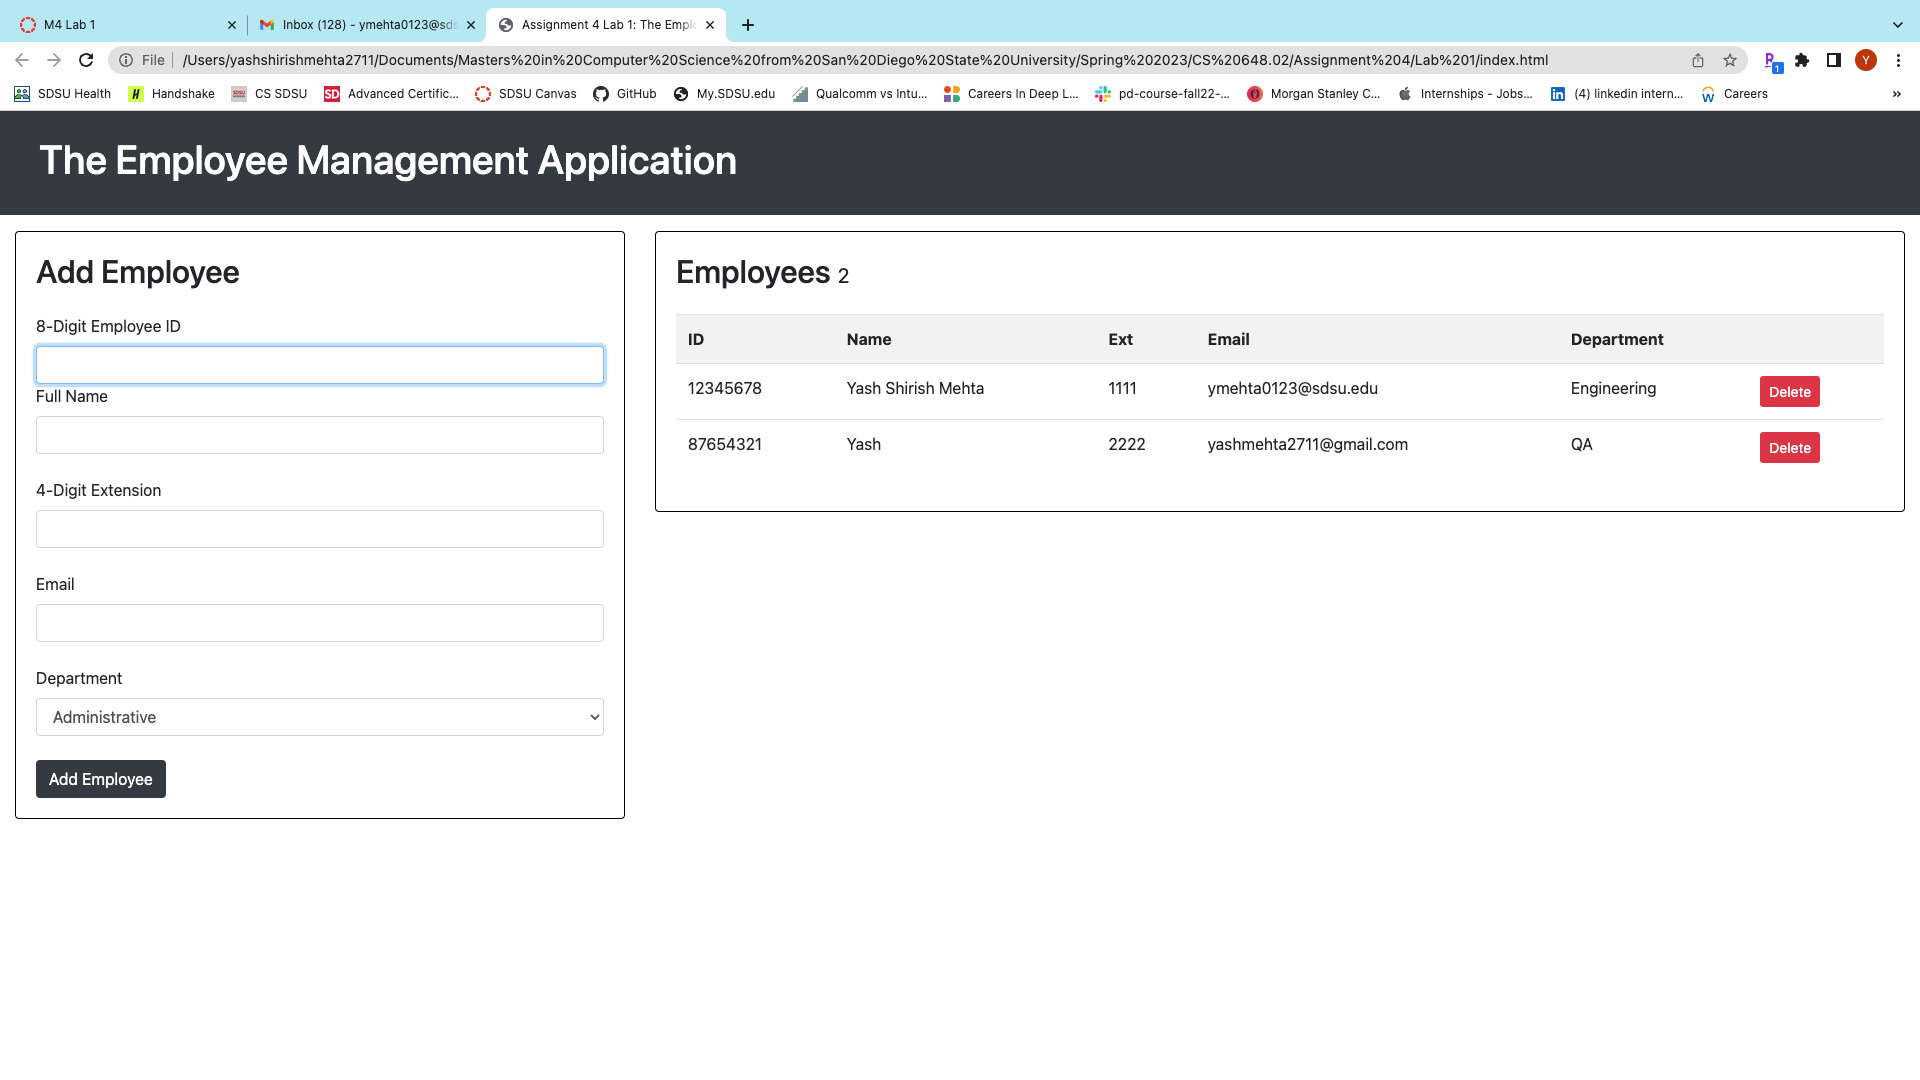 M4 Lab 1
Inbox (128) - ymehta0123@sds
Assignment 4 Lab 1: The Emplo
File
/Users/yashshirishmehta2711/Documents/Masters%20in%20Computer%20Science%20from%20San%20Diego%20State%20University/Spring%202023/CS%20648.02/Assignment%204/Lab%201/index.html
1
Y
SDSU Health
H Handshake
SDSU CS SDSU
SD Advanced Certific...
SDSU Canvas
GitHub
My.SDSU.edu
Qualcomm vs Intu...
Careers In Deep L...
pd-course-fall22-...
Morgan Stanley C...
Internships - Jobs...
in (4) linkedin intern...
W Careers
»
The Employee Management Application
Add Employee
8-Digit Employee ID
Full Name
4-Digit Extension
Email
Department
Administrative
Add Employee
Employees 2
ID Name Ext Email Department
12345678 Yash Shirish Mehta 1111 ymehta0123@sdsu.edu Engineering Delete
87654321 Yash 2222 yashmehta2711@gmail.com QA Delete